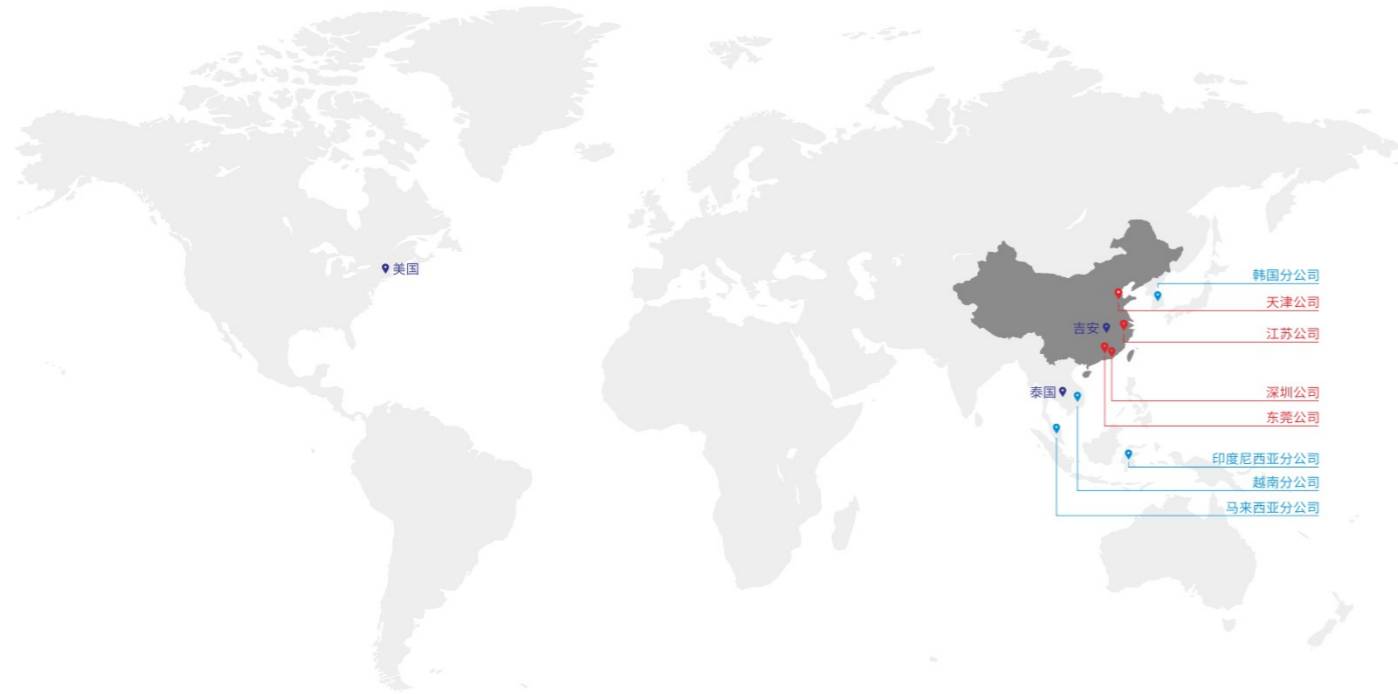 美国
韩国分公司
天津公司
吉安
江苏公司
泰国
深圳公司
东莞公司
印度尼西亚分公司
越南分公司
马来西亚分公司